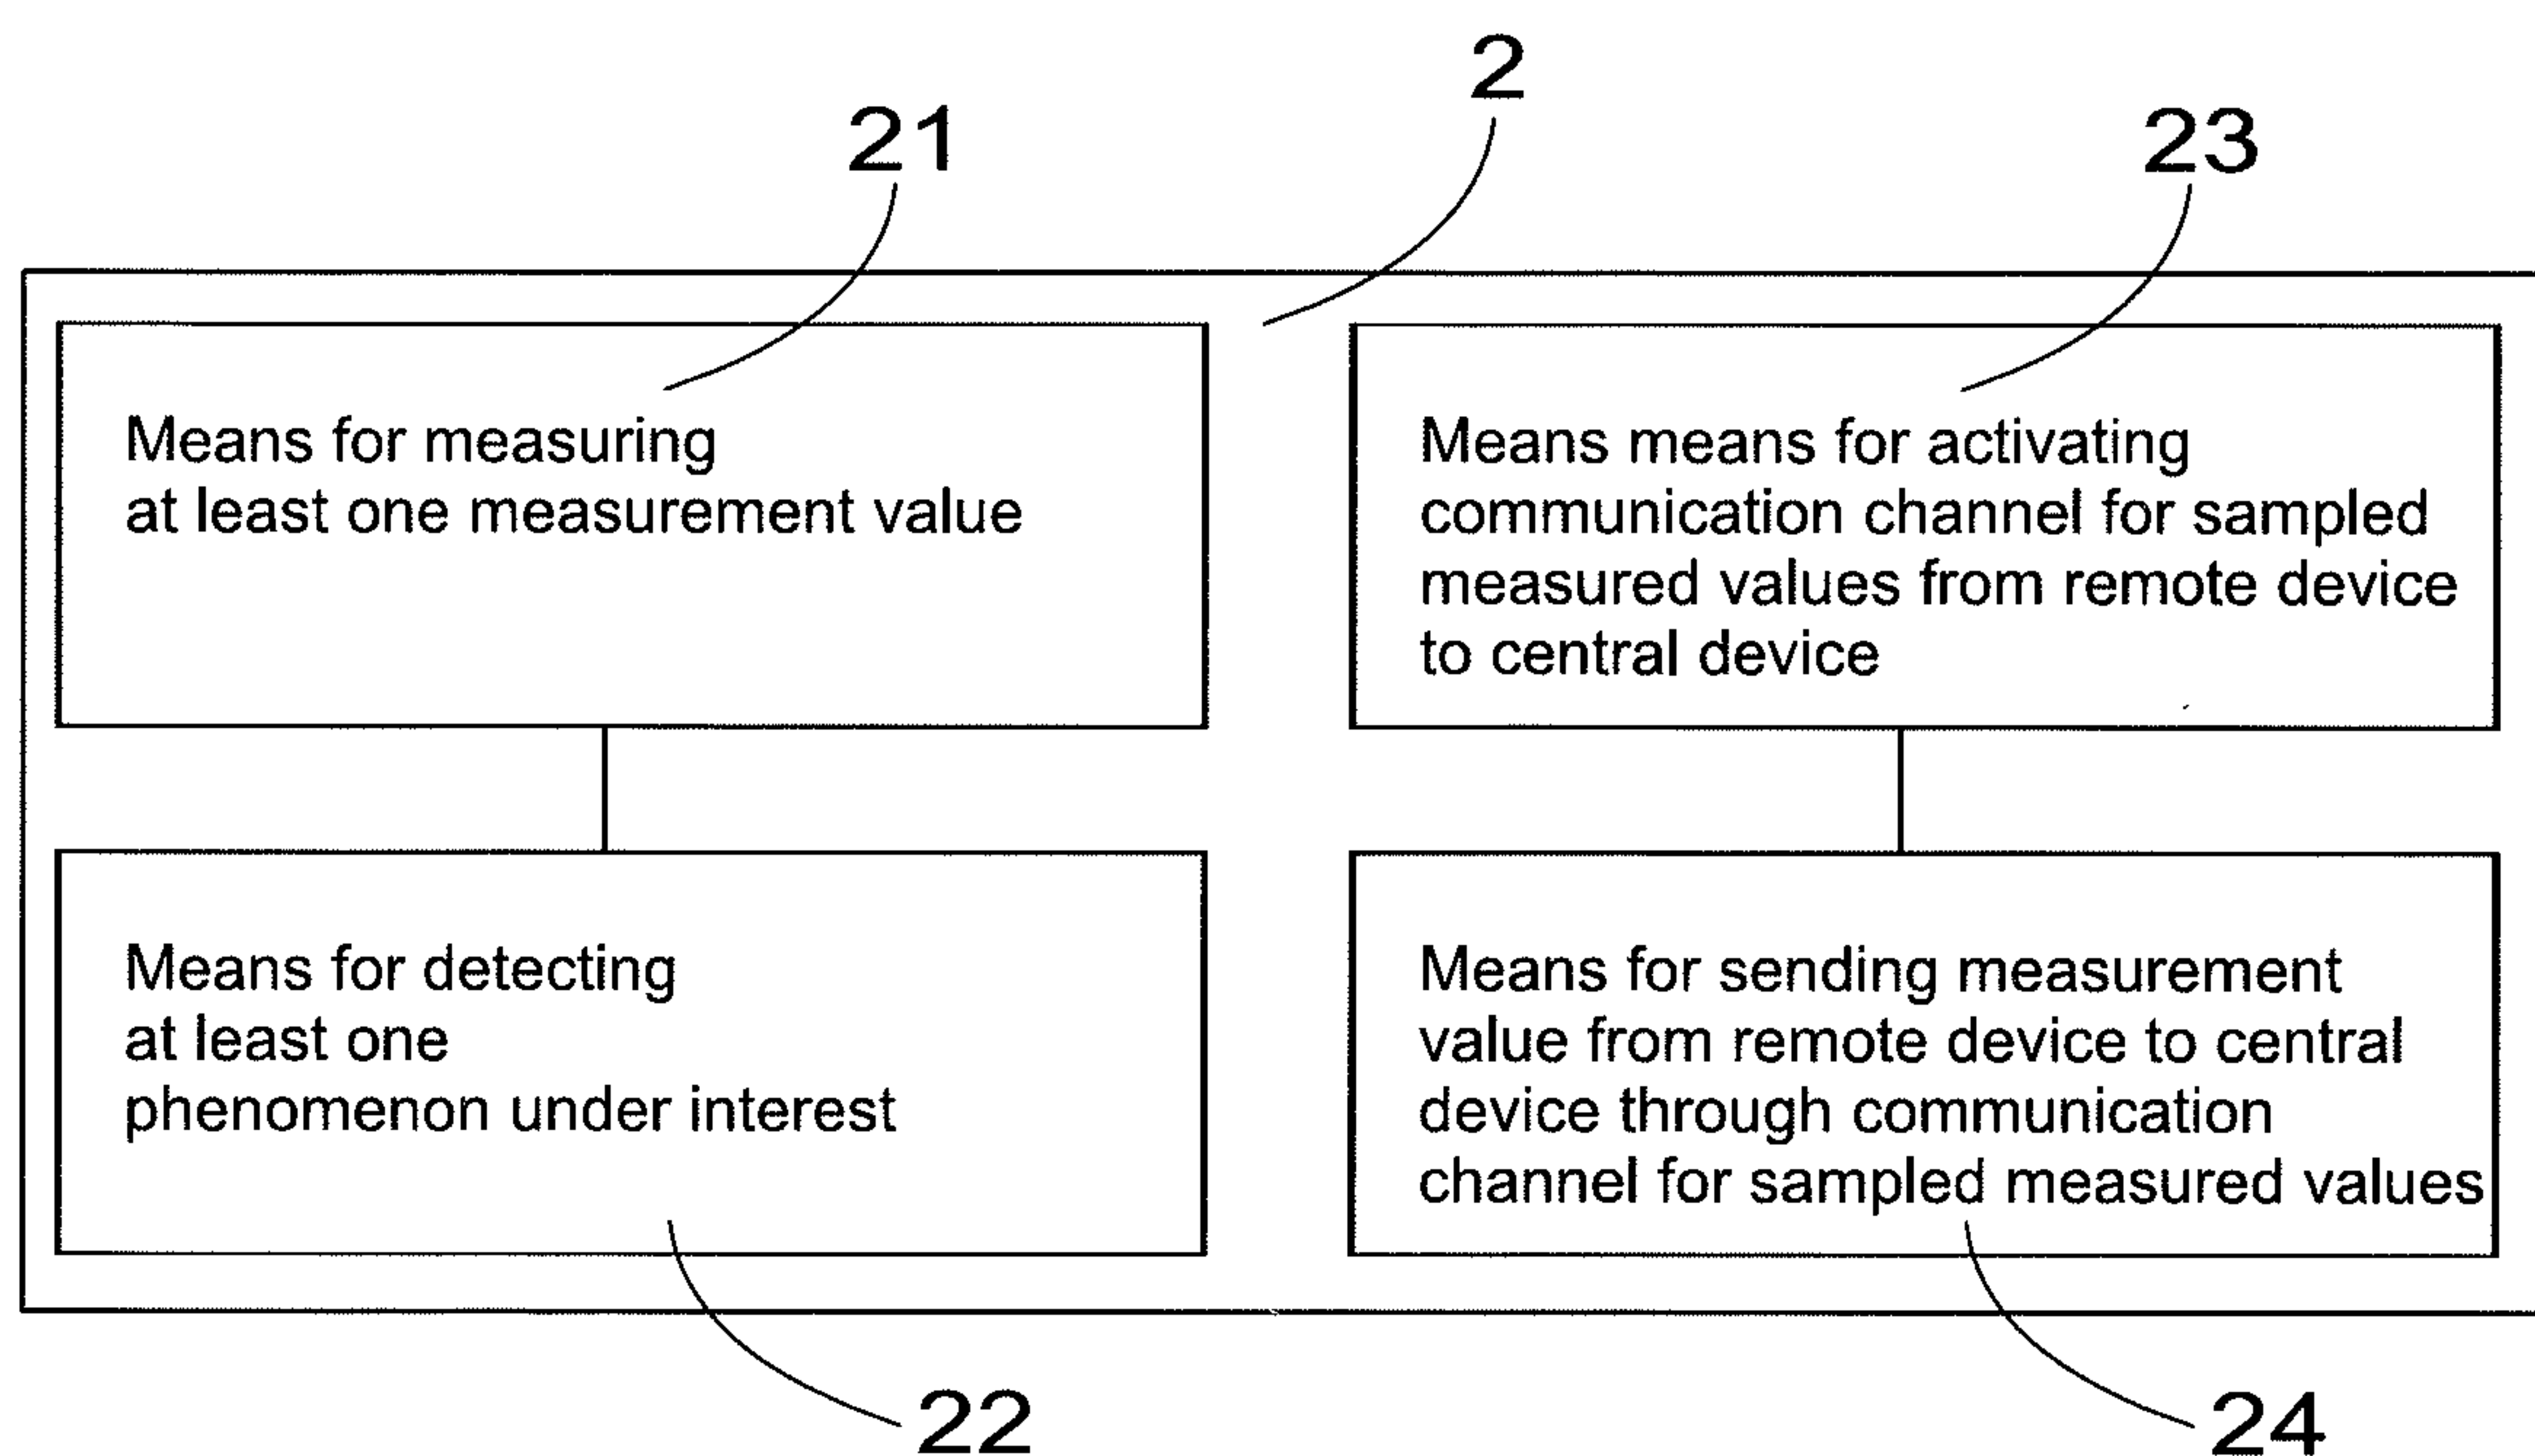 2
21
23
Means for measuring
at least one measurement value
Means means for activating
communication channel for sampled
measured values from remote device
to central device
Means for detecting
at least one
phenomenon under interest
Means for sending measurement
value from remote device to central
device through communication
channel for sampled measured values
22
24